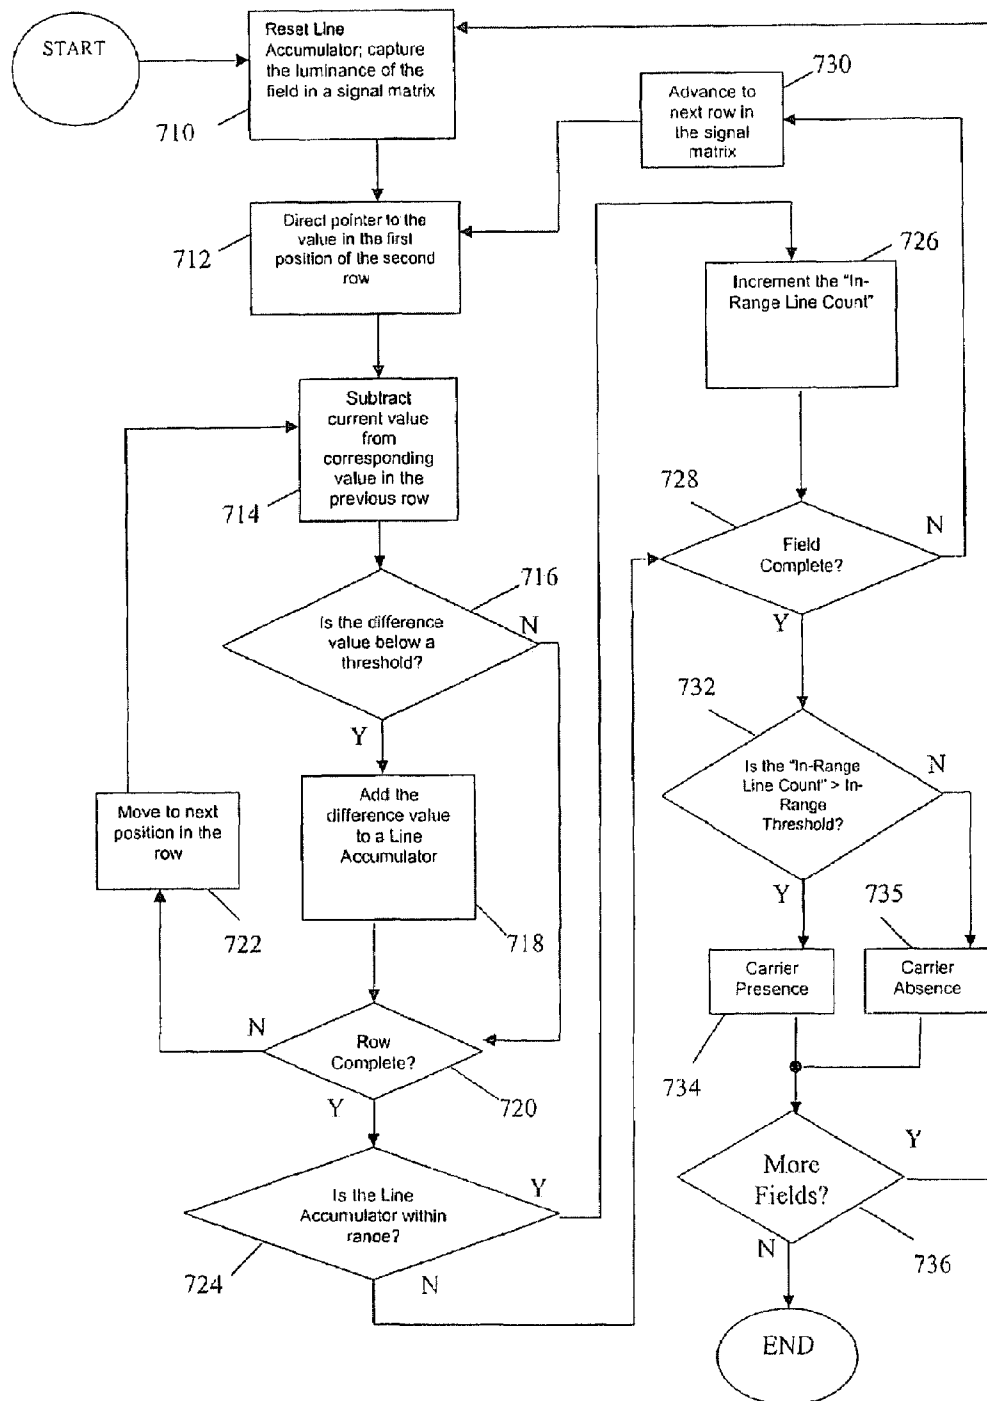 START
Reset Line
Accumulator; capture
the luminance of the
field in a signal matrix
710
730
Advance to
next row in
the signal
matrix
Direct pointer to the
value in the first
position of the second
row
712
726
Increment the “In-
Range Line Count”
Subtract
current value
from
corresponding
value in the
previous row
714
728
Field
Complete?
N
Y
716
Is the difference
value below a
threshold?
N
Y
732
Is the “In-Range
Line Count” > In-
Range
Threshold?
N
Y
Move to next
position in the
row
722
Add the
difference value
to a Line
Accumulator
718
735
Carrier
Presence
734
Carrier
Absence
Row
Complete?
N
Y
720
Is the Line
Accumulator within
range?
Y
N
724
More
Fields?
Y
N
736
END